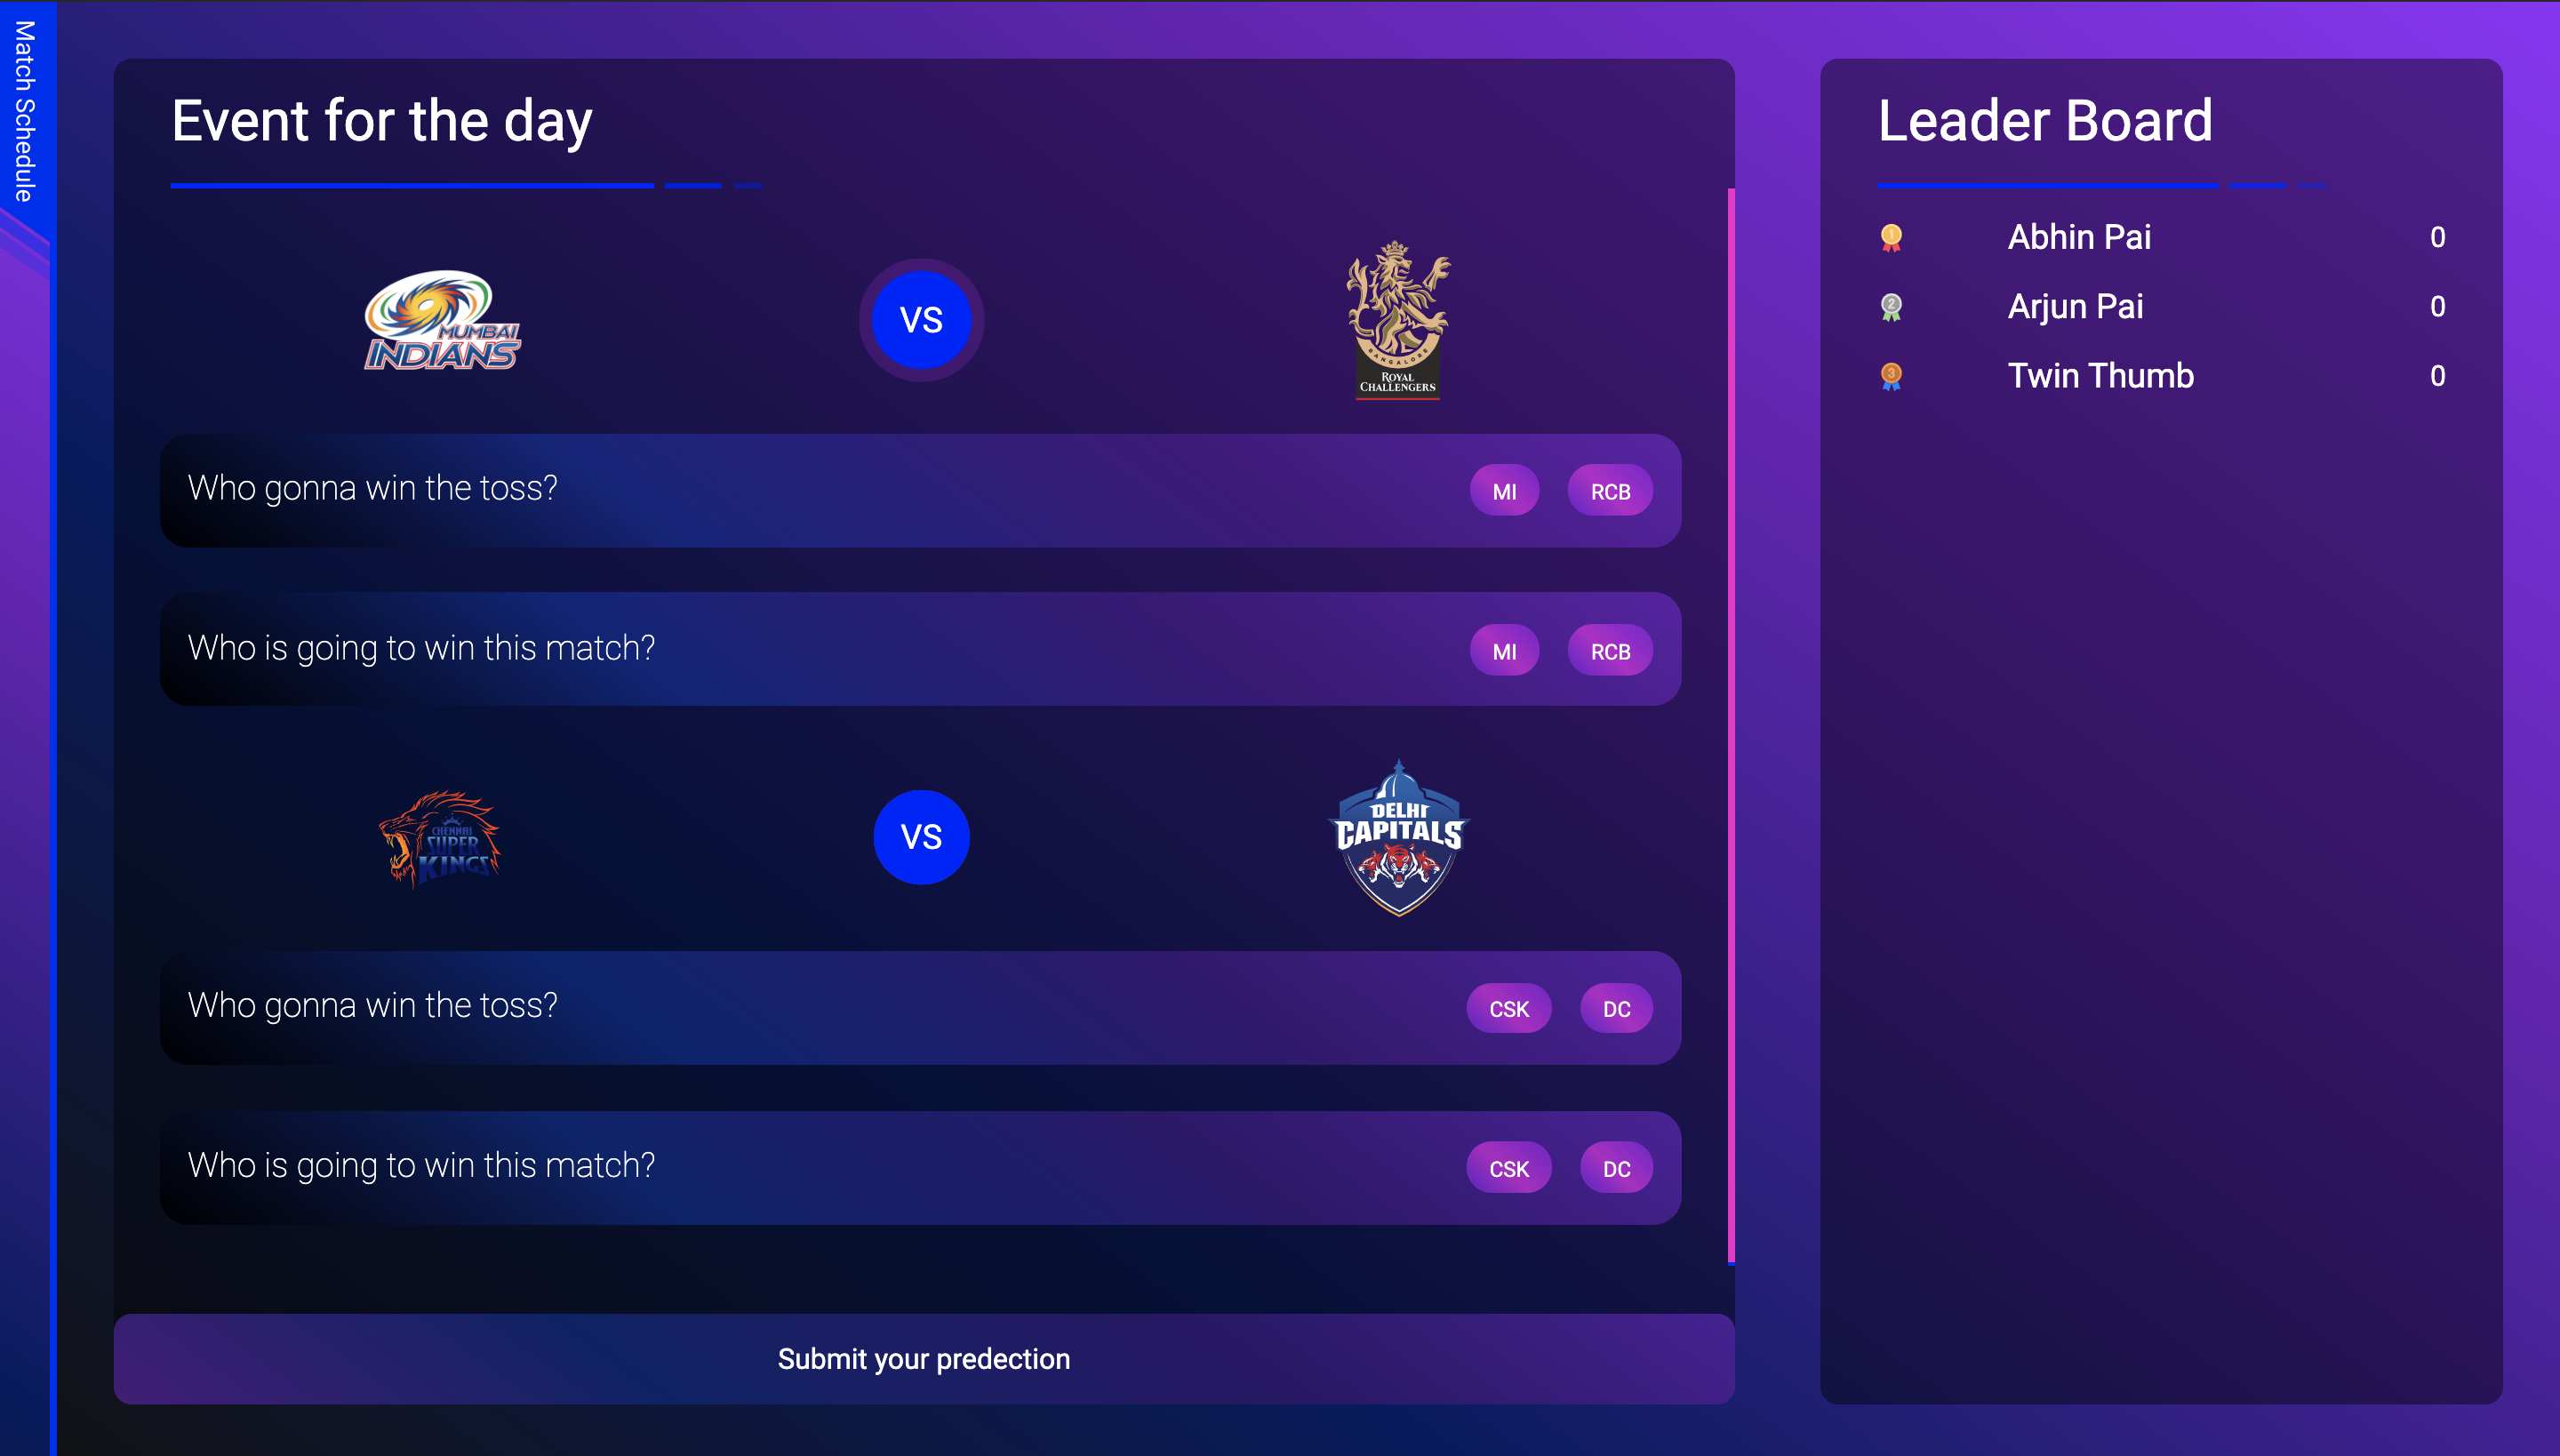 Match Schedule
Event for the day
MUMBAI
INDIANS
VS
BANGALORE
ROYAL
CHALLENGERS
Who gonna win the toss?
MI
RCB
Who is going to win this match?
MI
RCB
CHENNAI
SUPER
KINGS
VS
DELHI
CAPITALS
Who gonna win the toss?
CSK
DC
Who is going to win this match?
CSK
DC
Submit your predection
Leader Board
1 Abhin Pai 0
2 Arjun Pai 0
3 Twin Thumb 0